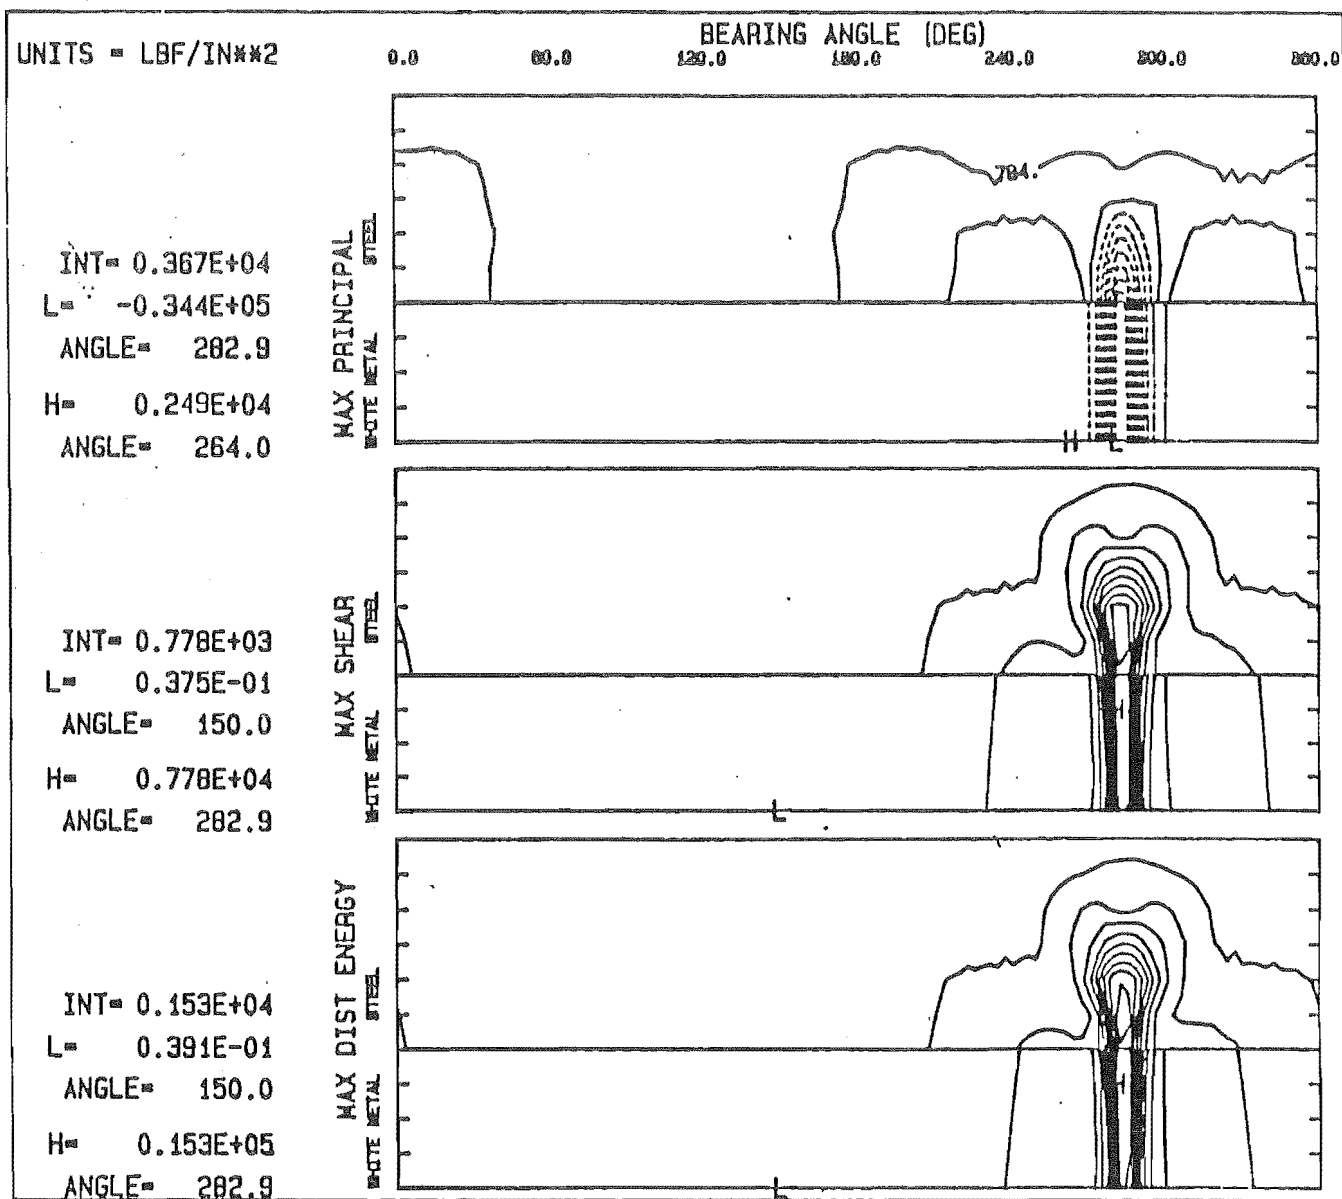 BEARING ANGLE (DEG)
UNITS = LBF/IN**2
0.0 60.0 120.0 180.0 240.0 300.0 360.0
INT= 0.367E+04
L= -0.344E+05
ANGLE= 282.9
H= 0.249E+04
ANGLE= 264.0
MAX PRINCIPAL
STEEL
WHITE METAL
784.
H L
INT= 0.778E+03
L= 0.375E-01
ANGLE= 150.0
H= 0.778E+04
ANGLE= 282.9
MAX SHEAR
STEEL
WHITE METAL
H
L
INT= 0.153E+04
L= 0.391E-01
ANGLE= 150.0
H= 0.153E+05
ANGLE= 282.9
MAX DIST ENERGY
STEEL
WHITE METAL
H
L